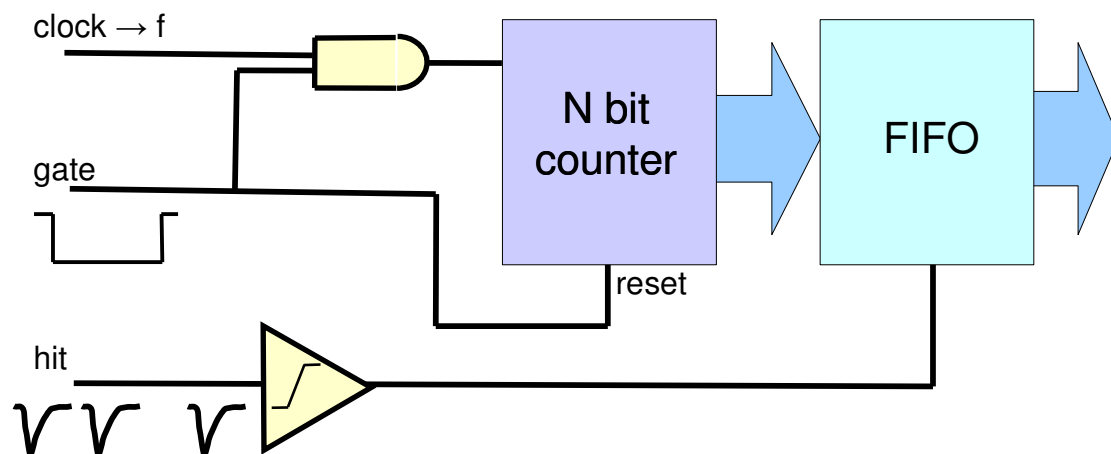 clock → f
N bit
counter
FIFO
gate
reset
hit